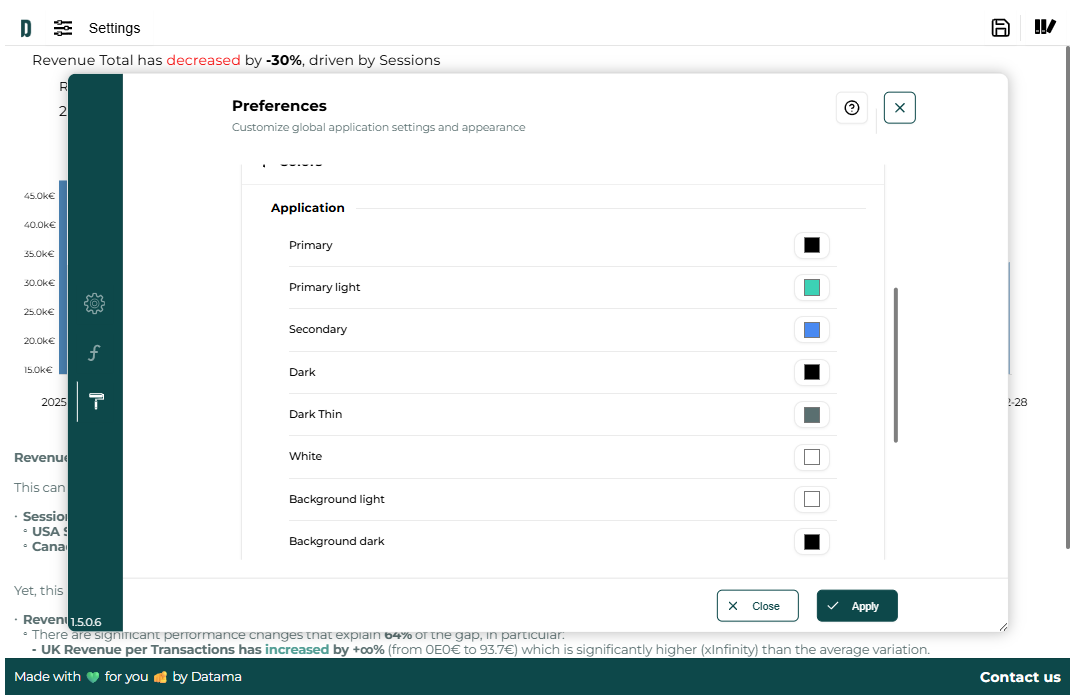 Settings
Revenue Total has decreased by -30%, driven by Sessions
R
2
Preferences
Customize global application settings and appearance
Colors
45.0k€
40.0k€
35.0k€
30.0k€
25.0k€
20.0k€
15.0k€
2025
2-28
Application
Primary
Primary light
Secondary
Dark
Dark Thin
White
Background light
Background dark
Close
Apply
1.5.0.6
Revenue
This can
· Session
∘ USA S
∘ Cana
Yet, this
· Revenu
∘ There are significant performance changes that explain 64% of the gap, in particular:
- UK Revenue per Transactions has increased by +∞% (from 0E0€ to 93.7€) which is significantly higher (xInfinity) than the average variation.
Made with 💚 for you 🧀 by Datama
Contact us